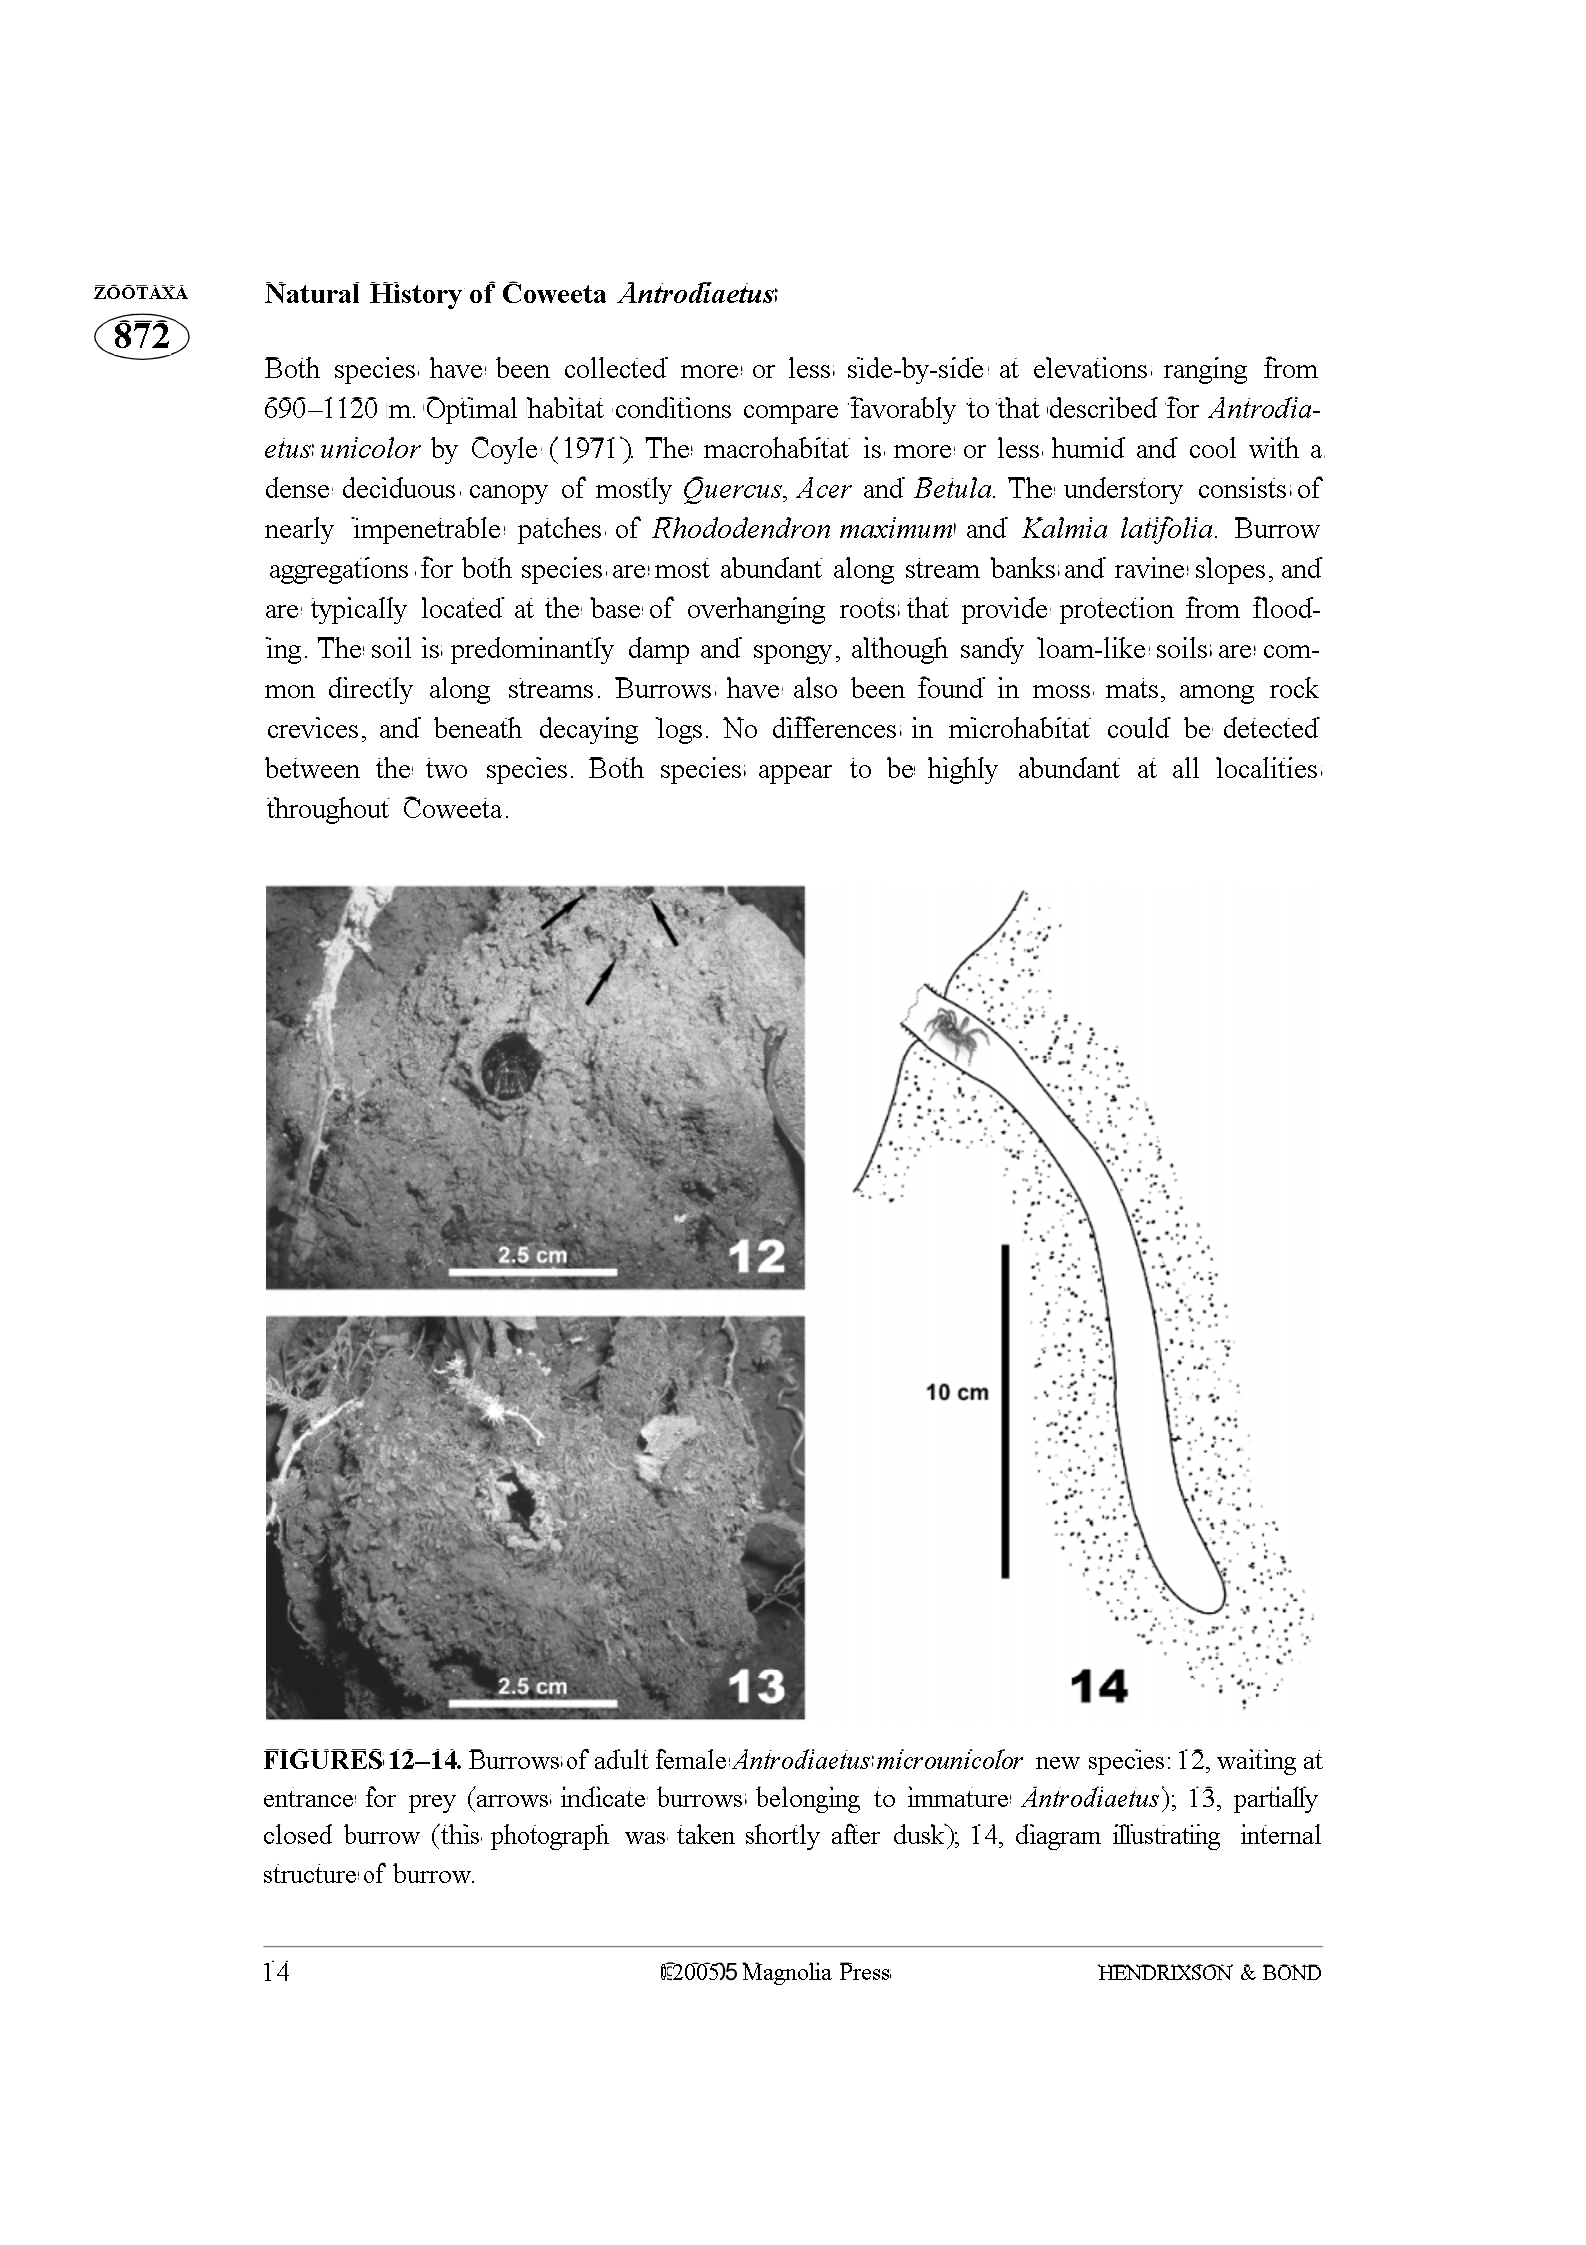 ZOOTAXA
872
Natural History of Coweeta Antrodiaetus
Both species have been collected more or less side-by-side at elevations ranging from
690–1120 m. Optimal habitat conditions compare favorably to that described for Antrodia-
etus unicolor by Coyle (1971). The macrohabitat is more or less humid and cool with a
dense deciduous canopy of mostly Quercus, Acer and Betula. The understory consists of
nearly impenetrable patches of Rhododendron maximum and Kalmia latifolia. Burrow
aggregations for both species are most abundant along stream banks and ravine slopes, and
are typically located at the base of overhanging roots that provide protection from flood-
ing. The soil is predominantly damp and spongy, although sandy loam-like soils are com-
mon directly along streams. Burrows have also been found in moss mats, among rock
crevices, and beneath decaying logs. No differences in microhabitat could be detected
between the two species. Both species appear to be highly abundant at all localities
throughout Coweeta.
2.5 cm
12
2.5 cm
13
10 cm
14
FIGURES 12–14. Burrows of adult female Antrodiaetus microunicolor new species: 12, waiting at
entrance for prey (arrows indicate burrows belonging to immature Antrodiaetus); 13, partially
closed burrow (this photograph was taken shortly after dusk); 14, diagram illustrating internal
structure of burrow.
14
© 2005 Magnolia Press
HENDRIXSON & BOND